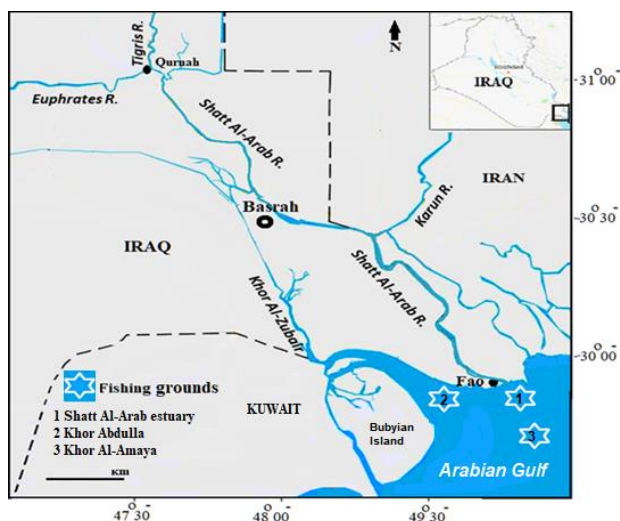 Qurnah
Tigris R.
Euphrates R.
N
IRAQ
31°00
Shatt Al-Arab R.
Basrah
IRAN
Karun R.
30°30
IRAQ
Khor Al-Zubair
Shatt Al-Arab R.
30°00
Fao
Fishing grounds
1 Shatt Al-Arab estuary
2 Khor Abdulla
3 Khor Al-Amaya
KUWAIT
Bubyian
Island
2
1
3
Arabian Gulf
Km
47.30
48°00
49.30